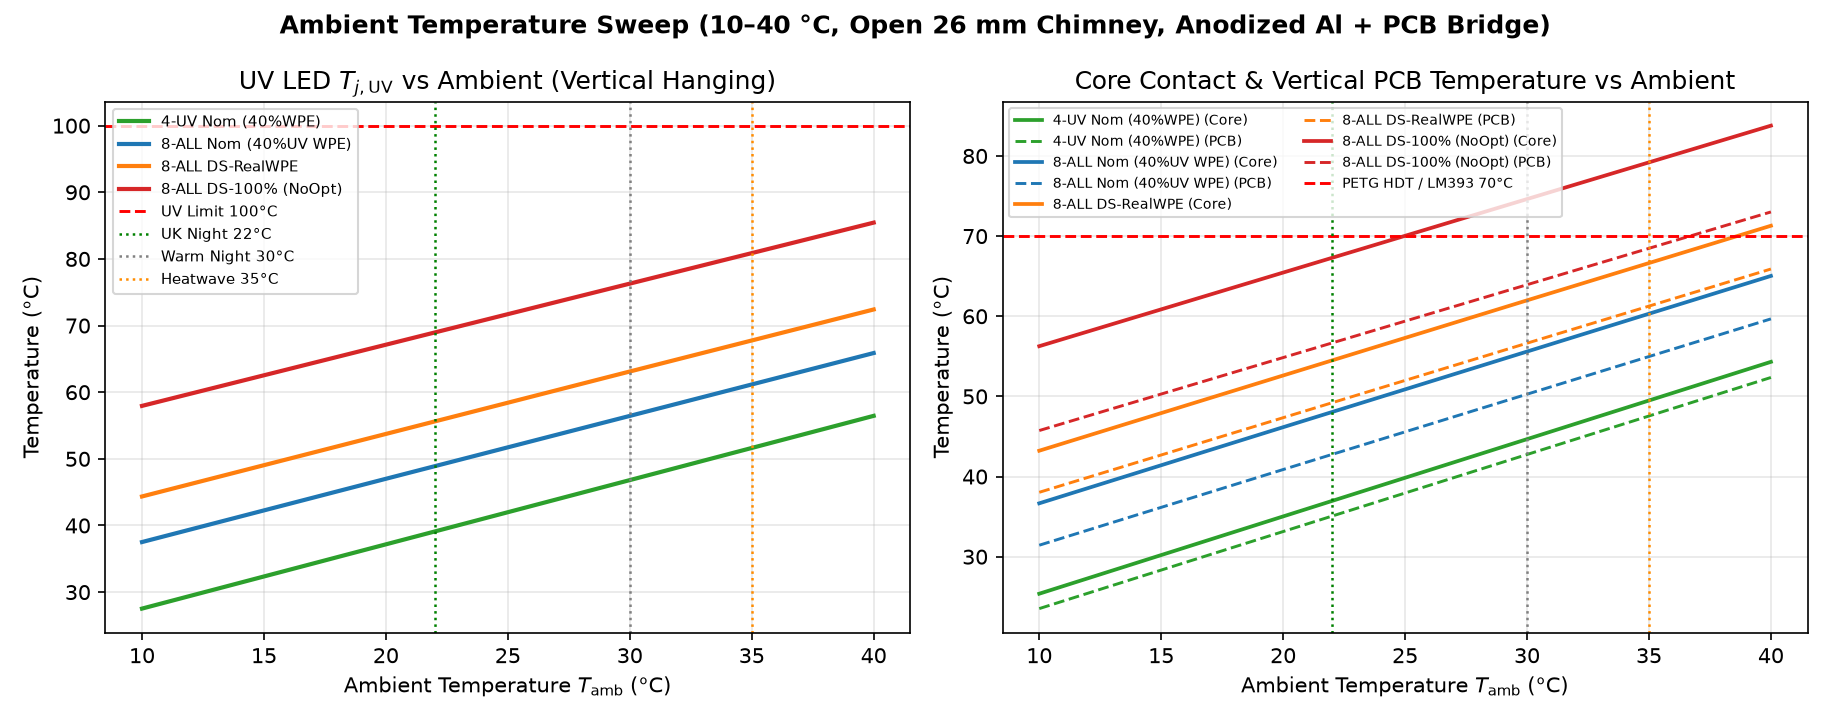 Ambient Temperature Sweep (10–40 °C, Open 26 mm Chimney, Anodized Al + PCB Bridge)
UV LED Tj, UV vs Ambient (Vertical Hanging)
4-UV Nom (40%WPE)
8-ALL Nom (40%UV WPE)
8-ALL DS-RealWPE
8-ALL DS-100% (NoOpt)
UV Limit 100°C
UK Night 22°C
Warm Night 30°C
Heatwave 35°C
Temperature (°C)
100
90
80
70
60
50
40
30
10 15 20 25 30 35 40
Ambient Temperature Tamb (°C)
Core Contact & Vertical PCB Temperature vs Ambient
4-UV Nom (40%WPE) (Core)
4-UV Nom (40%WPE) (PCB)
8-ALL Nom (40%UV WPE) (Core)
8-ALL Nom (40%UV WPE) (PCB)
8-ALL DS-RealWPE (Core)
8-ALL DS-RealWPE (PCB)
8-ALL DS-100% (NoOpt) (Core)
8-ALL DS-100% (NoOpt) (PCB)
PETG HDT / LM393 70°C
Temperature (°C)
80
70
60
50
40
30
10 15 20 25 30 35 40
Ambient Temperature Tamb (°C)